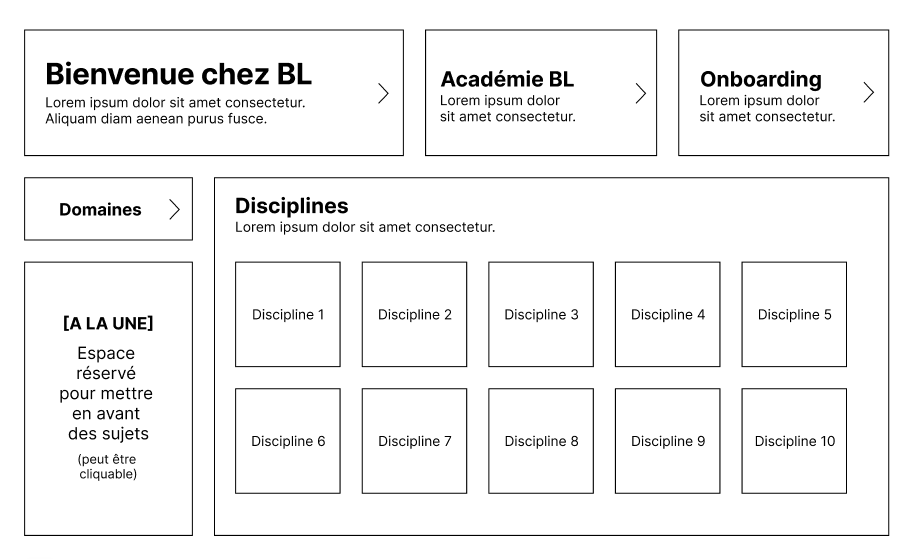 Bienvenue chez BL
Lorem ipsum dolor sit amet consectetur.
Aliquam diam aenean purus fusce.
Académie BL
Lorem ipsum dolor
sit amet consectetur.
Onboarding
Lorem ipsum dolor
sit amet consectetur.
Domaines
[A LA UNE]
Espace
réservé
pour mettre
en avant
des sujets
(peut être
cliquable)
Disciplines
Lorem ipsum dolor sit amet consectetur.
Discipline 1
Discipline 2
Discipline 3
Discipline 4
Discipline 5
Discipline 6
Discipline 7
Discipline 8
Discipline 9
Discipline 10